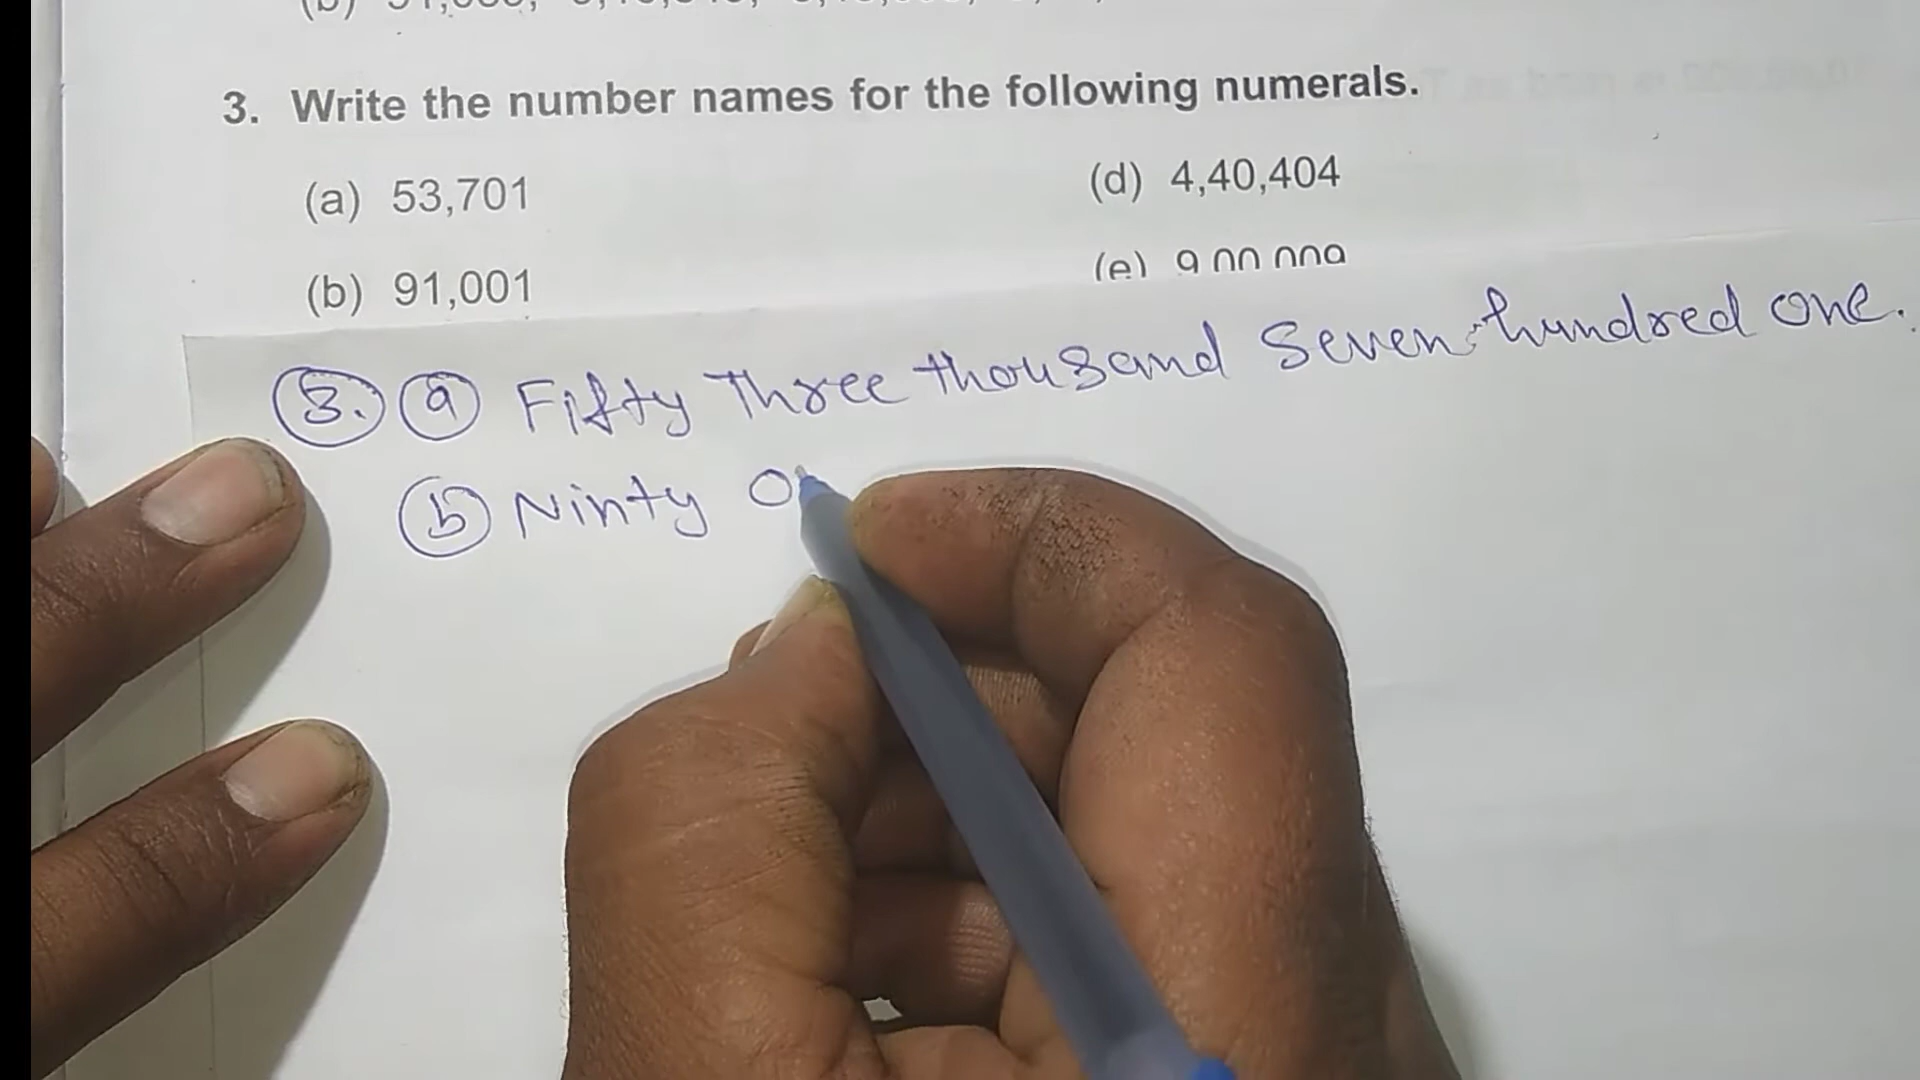 3. Write the number names for the following numerals.
(a) 53,701
(d) 4,40,404
(b) 91,001
(e)
3. a Fifty Three thousand Seven hundred one.
b Ninty